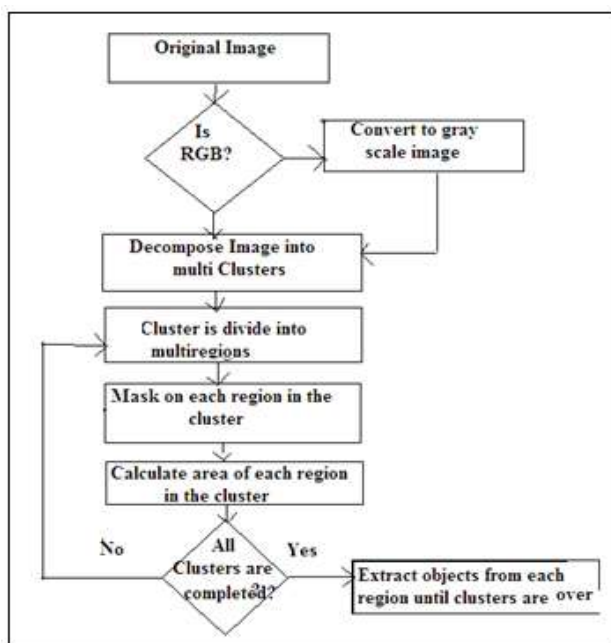 Original Image
Is
RGB?
Convert to gray
scale image
Decompose Image into
multi Clusters
Cluster is divide into
multiregions
Mask on each region in the
cluster
Calculate area of each region
in the cluster
No
All
Clusters are
completed?
Yes
Extract objects from each
region until clusters are over